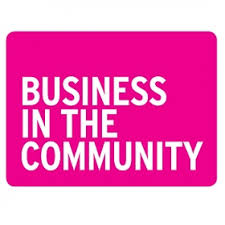 BUSINESS
IN THE
COMMUNITY